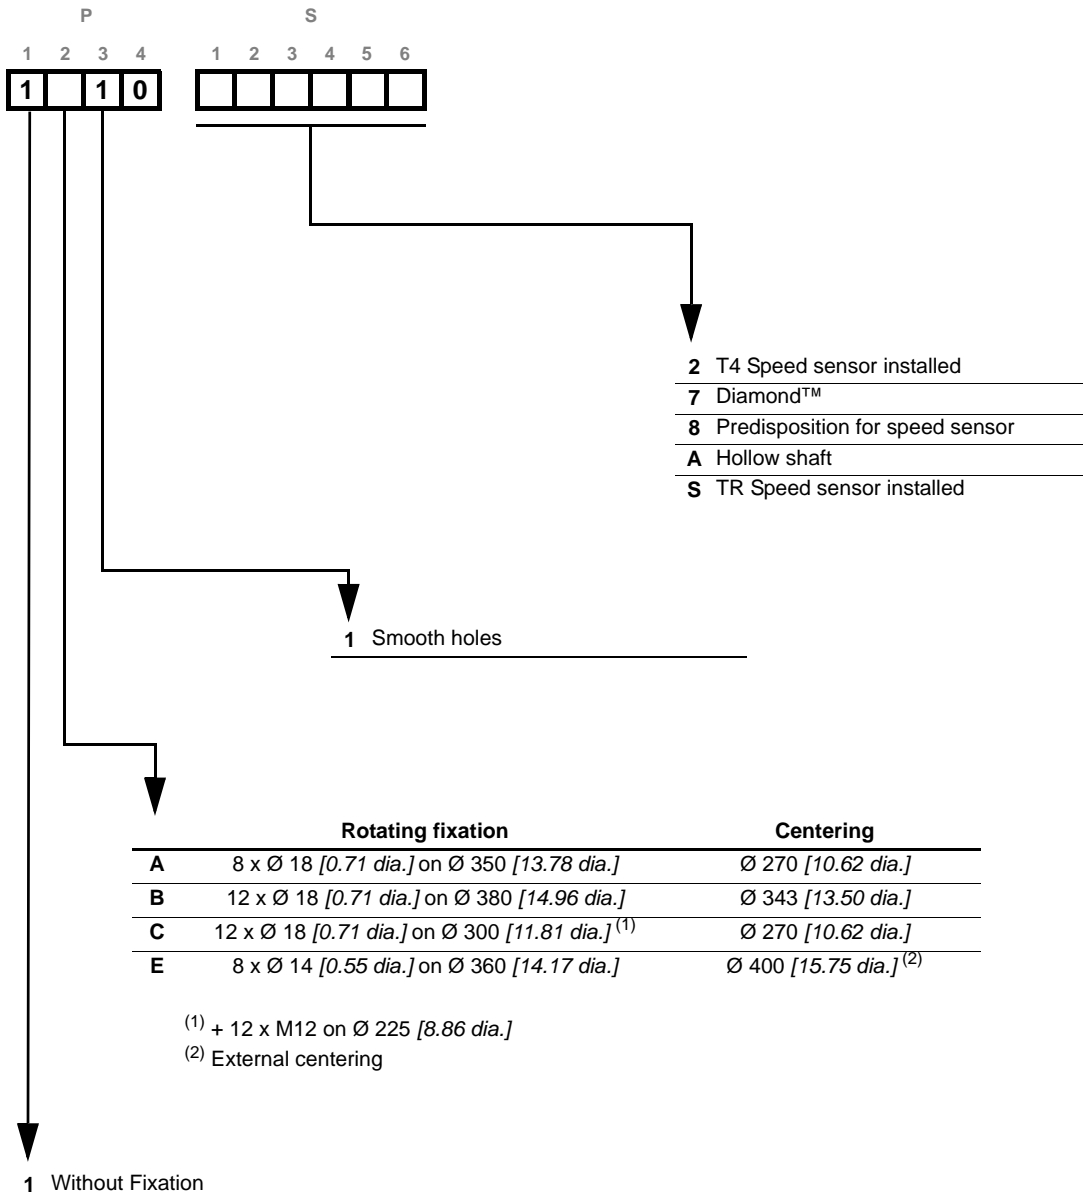 P S
1 2 3 4 1 2 3 4 5 6
1 1 0
2 T4 Speed sensor installed
7 Diamond™
8 Predisposition for speed sensor
A Hollow shaft
S TR Speed sensor installed
1 Smooth holes
Rotating fixation Centering
A 8 x Ø 18 [0.71 dia.] on Ø 350 [13.78 dia.] Ø 270 [10.62 dia.]
B 12 x Ø 18 [0.71 dia.] on Ø 380 [14.96 dia.] Ø 343 [13.50 dia.]
C 12 x Ø 18 [0.71 dia.] on Ø 300 [11.81 dia.] (1) Ø 270 [10.62 dia.]
E 8 x Ø 14 [0.55 dia.] on Ø 360 [14.17 dia.] Ø 400 [15.75 dia.] (2)
(1) + 12 x M12 on Ø 225 [8.86 dia.]
(2) External centering
1 Without Fixation